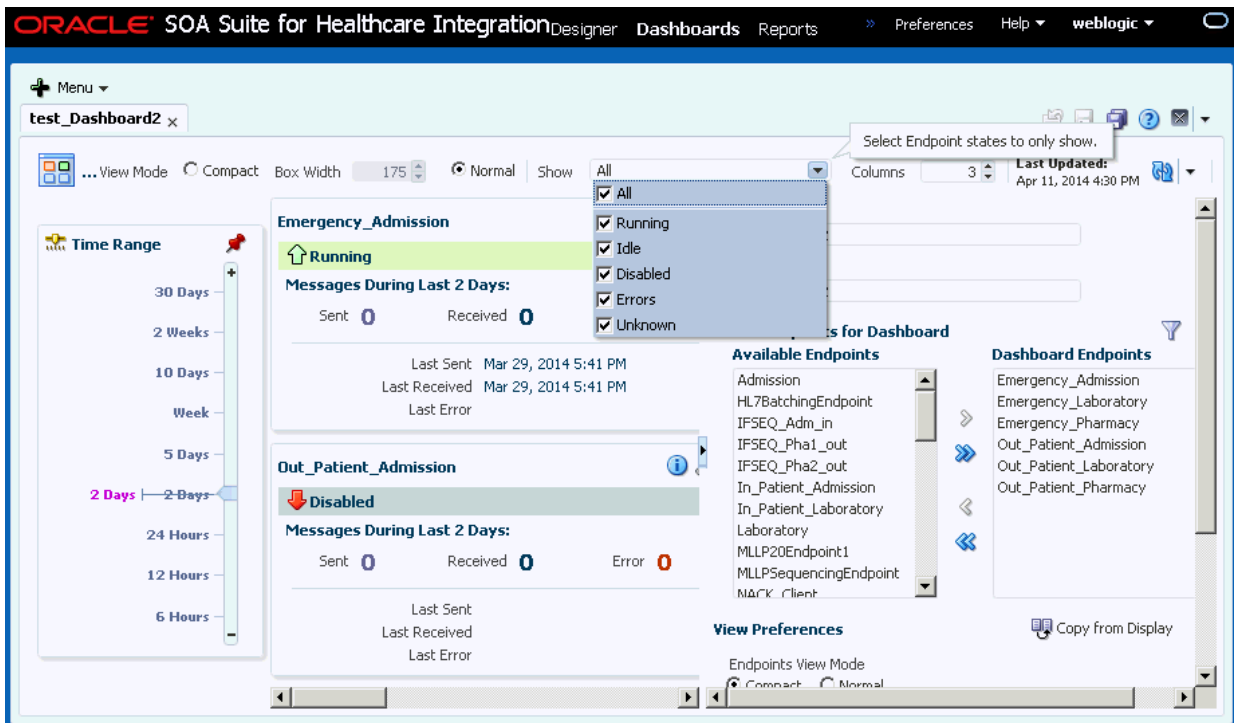 ORACLE SOA Suite for Healthcare Integration Designer Dashboards Reports » Preferences Help weblogic
Menu
test_Dashboard2 x
Select Endpoint states to only show.
... View Mode Compact Box Width 175 Normal Show All Columns 3 Last Updated:
Apr 11, 2014 4:30 PM
All
Running
Idle
Disabled
Errors
Unknown
Time Range
30 Days
2 Weeks
10 Days
Week
5 Days
2 Days 2 Days
24 Hours
12 Hours
6 Hours
Emergency_Admission
Running
Messages During Last 2 Days:
Sent 0 Received 0
Last Sent Mar 29, 2014 5:41 PM
Last Received Mar 29, 2014 5:41 PM
Last Error
Out_Patient_Admission
Disabled
Messages During Last 2 Days:
Sent 0 Received 0 Error 0
Last Sent
Last Received
Last Error
for Dashboard
Available Endpoints
Admission
HL7BatchingEndpoint
IFSEQ_Adm_in
IFSEQ_Pha1_out
IFSEQ_Pha2_out
In_Patient_Admission
In_Patient_Laboratory
Laboratory
MLLP20Endpoint1
MLLPSequencingEndpoint
NACK_Client
Dashboard Endpoints
Emergency_Admission
Emergency_Laboratory
Emergency_Pharmacy
Out_Patient_Admission
Out_Patient_Laboratory
Out_Patient_Pharmacy
View Preferences
Copy from Display
Endpoints View Mode
Compact Normal